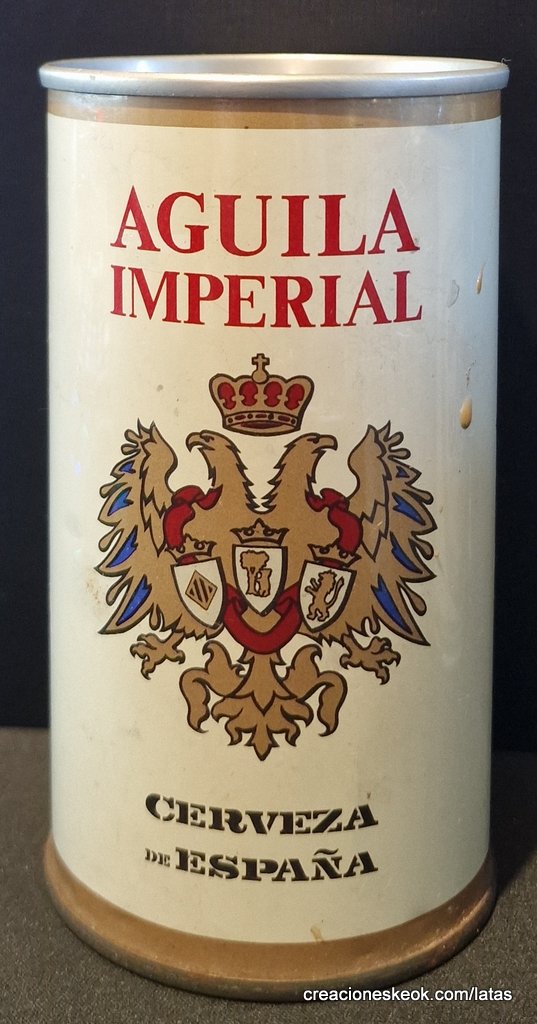 AGUILA
IMPERIAL
CERVEZA
DE ESPAÑA
creacioneskeok.com/latas